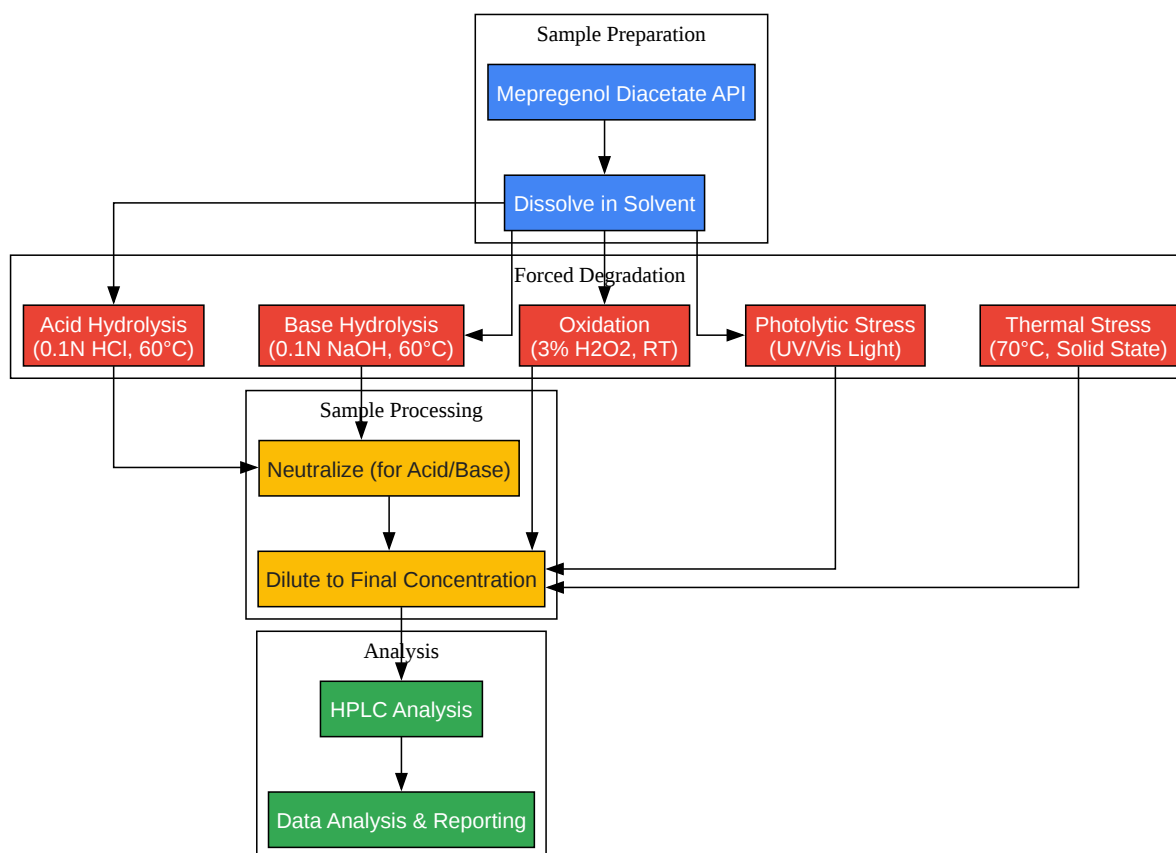 Sample Preparation
Mepregenol Diacetate API
Dissolve in Solvent
Forced Degradation
Acid Hydrolysis
(0.1N HCl, 60°C)
Base Hydrolysis
(0.1N NaOH, 60°C)
Oxidation
(3% H2O2, RT)
Photolytic Stress
(UV/Vis Light)
Thermal Stress
(70°C, Solid State)
Sample Processing
Neutralize (for Acid/Base)
Dilute to Final Concentration
Analysis
HPLC Analysis
Data Analysis & Reporting